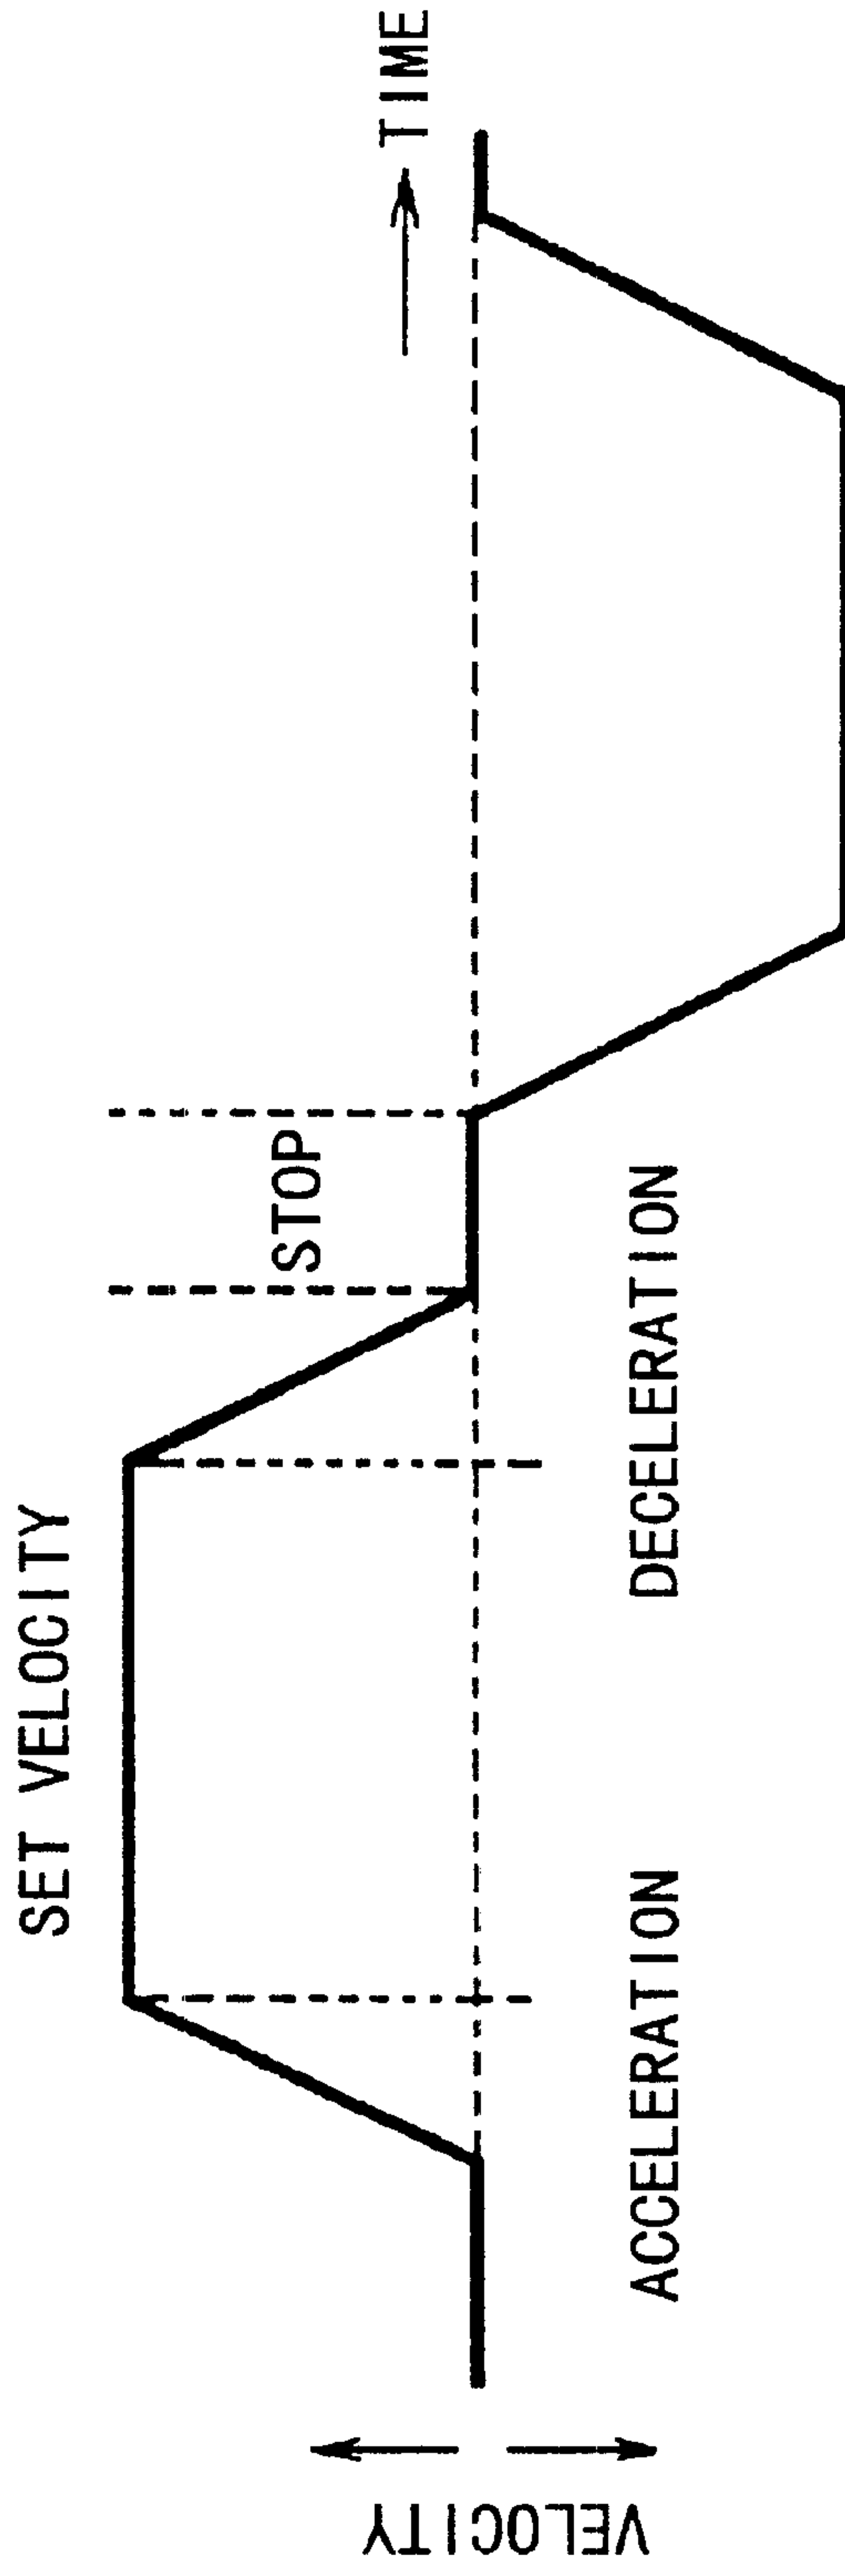 SET VELOCITY
STOP
TIME
VELOCITY
ACCELERATION
DECELERATION